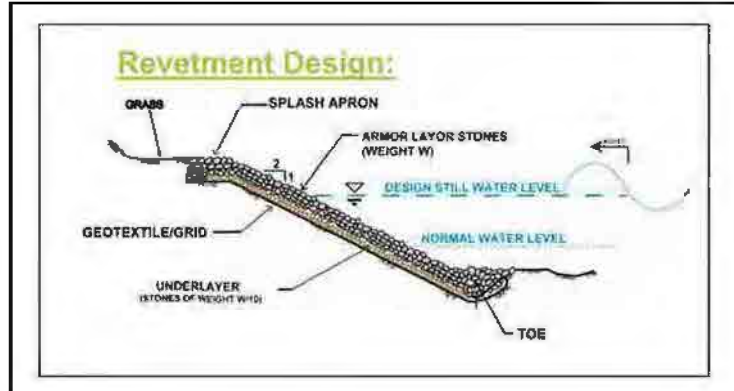 Revetment Design:
GRASS
SPLASH APRON
ARMOR LAYOR STONES
(WEIGHT W)
2
1
DESIGN STILL WATER LEVEL
GEOTEXTILE/GRID
NORMAL WATER LEVEL
UNDERLAYER
(STONES OF WEIGHT W/10)
TOE